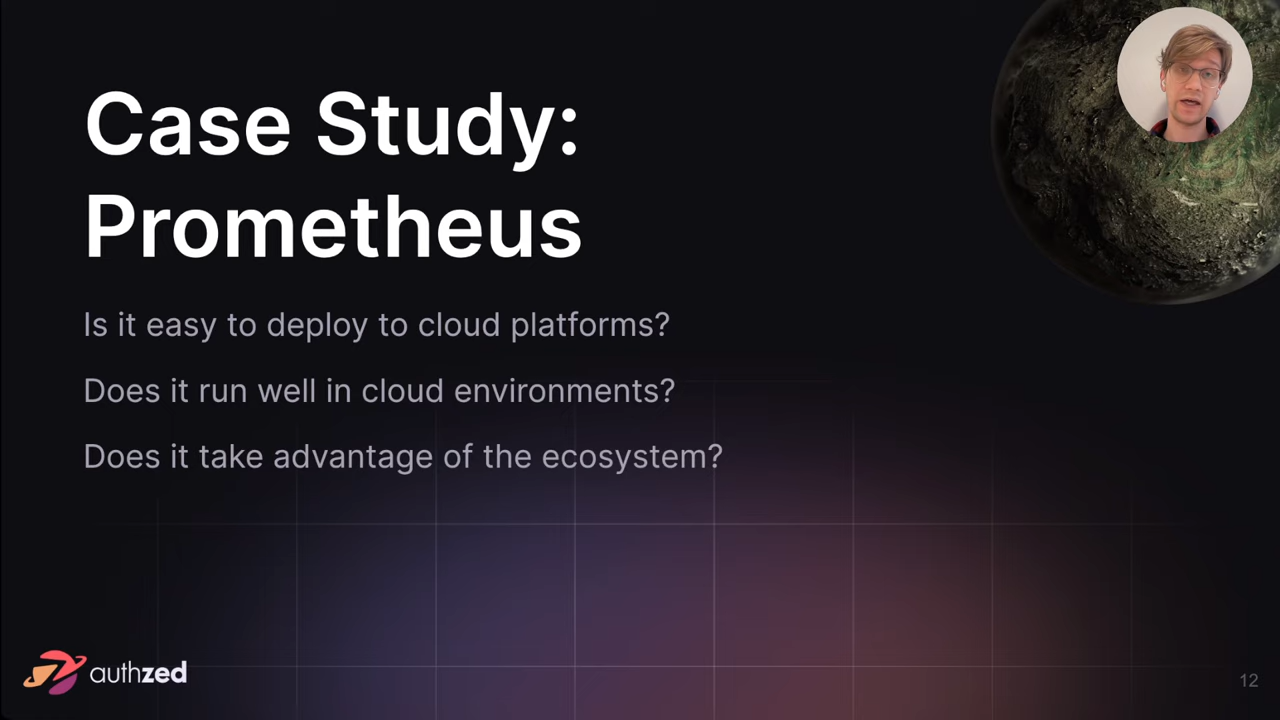 Case Study:
Prometheus
Is it easy to deploy to cloud platforms?
Does it run well in cloud environments?
Does it take advantage of the ecosystem?
authzed
12